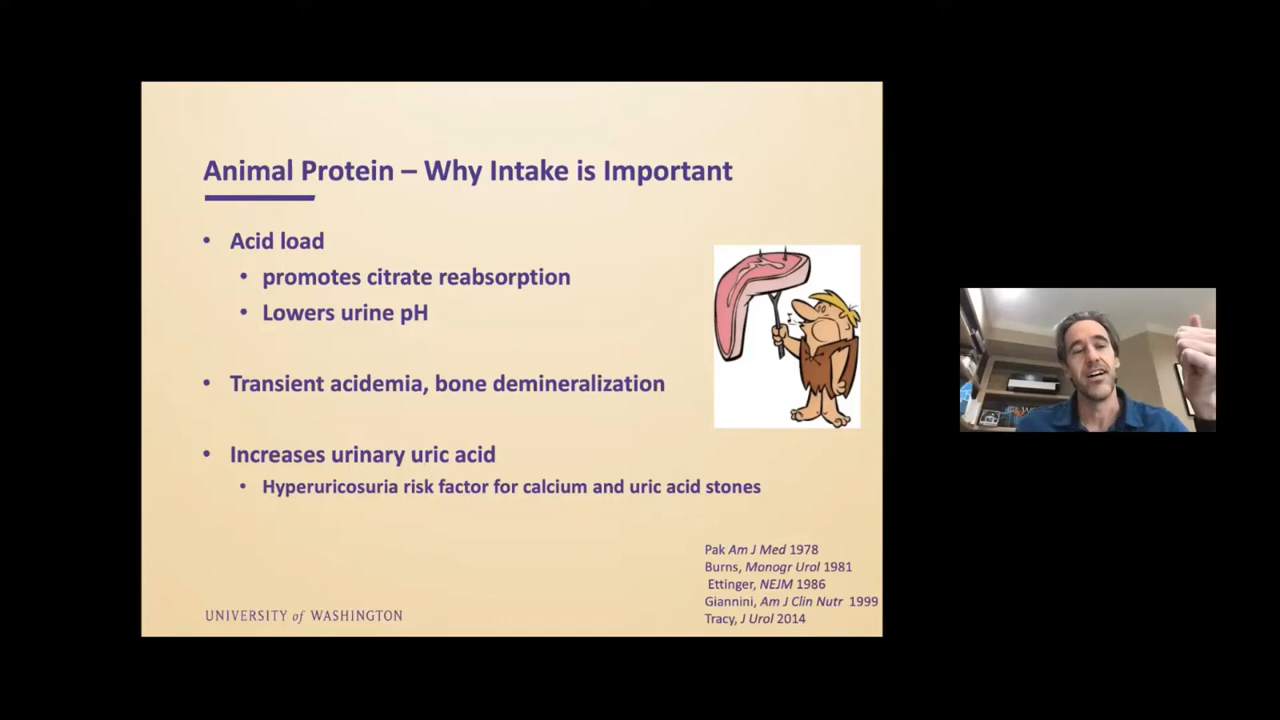 Animal Protein – Why Intake is Important
• Acid load
• promotes citrate reabsorption
• Lowers urine pH
• Transient acidemia, bone demineralization
• Increases urinary uric acid
• Hyperuricosuria risk factor for calcium and uric acid stones
Pak Am J Med 1978
Burns, Monogr Urol 1981
Ettinger, NEJM 1986
Giannini, Am J Clin Nutr 1999
Tracy, J Urol 2014
UNIVERSITY of WASHINGTON